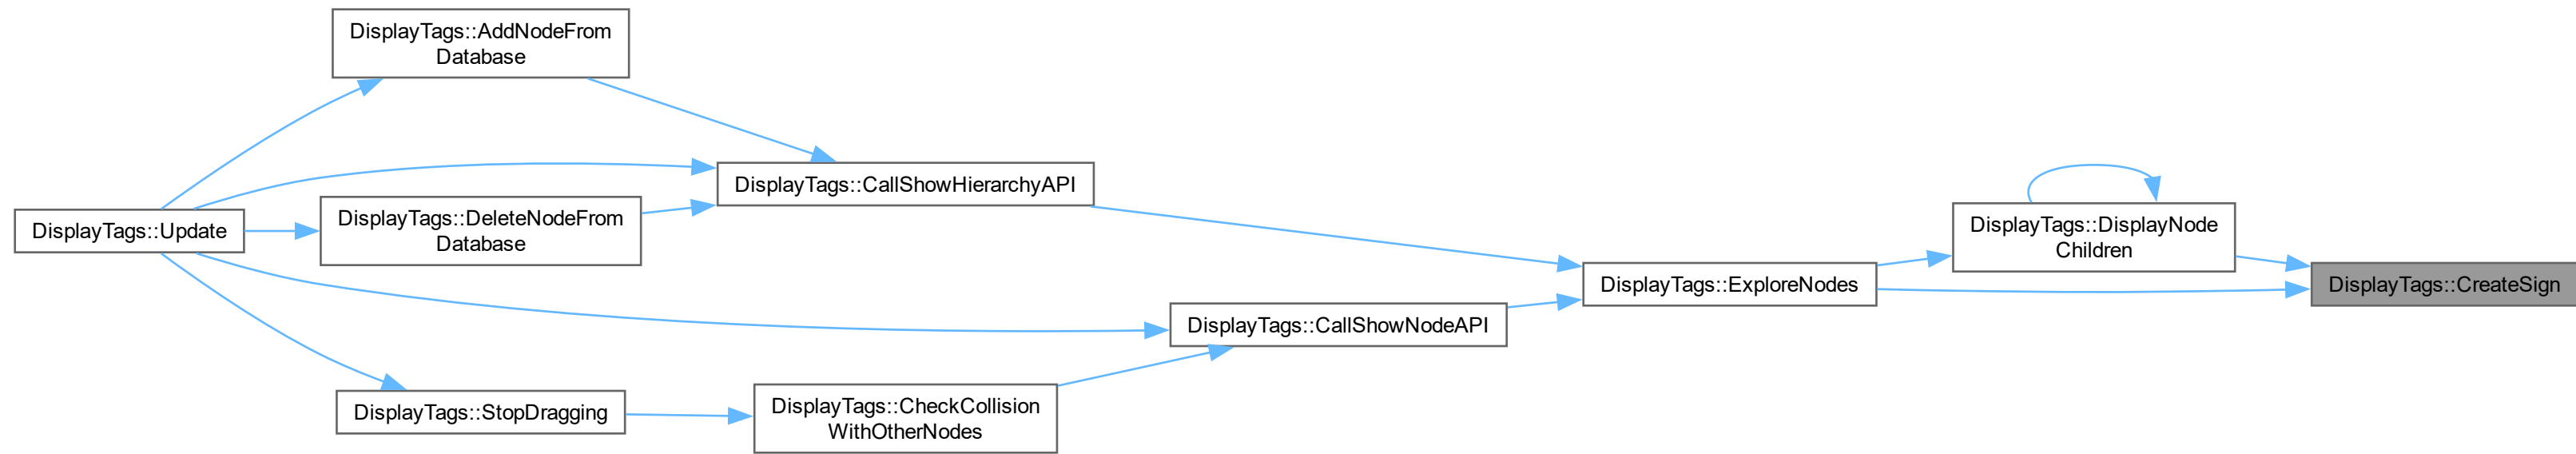 DisplayTags::AddNodeFrom
Database
DisplayTags::CallShowHierarchyAPI
DisplayTags::Update
DisplayTags::DeleteNodeFrom
Database
DisplayTags::DisplayNode
Children
DisplayTags::ExploreNodes
DisplayTags::CreateSign
DisplayTags::CallShowNodeAPI
DisplayTags::StopDragging
DisplayTags::CheckCollision
WithOtherNodes